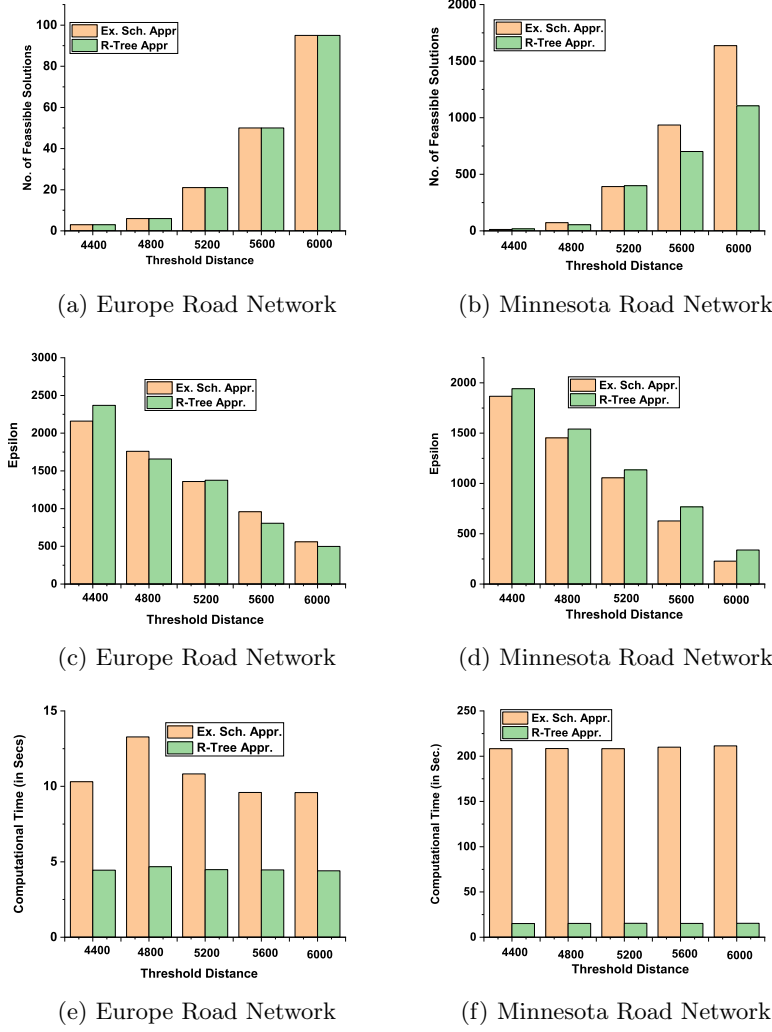 100
80
60
40
20
0
No. of Feassible Solutions
Ex. Sch. Appr
R-Tree Appr
4400 4800 5200 5600 6000
Threshold Distance
(a) Europe Road Network
2000
1500
1000
500
0
No. of Feassible Solutions
Ex. Sch. Appr.
R-Tree Appr.
4400 4800 5200 5600 6000
Threshold Distance
(b) Minnesota Road Network
3000
2500
2000
1500
1000
500
0
Epsilon
Ex. Sch. Appr.
R-Tree Appr.
4400 4800 5200 5600 6000
Threshold Distance
(c) Europe Road Network
2000
1500
1000
500
0
Epsilon
Ex. Sch. Appr.
R-Tree Appr.
4400 4800 5200 5600 6000
Threshold Distance
(d) Minnesota Road Network
15
10
5
0
Computational Time (in Secs)
Ex. Sch. Appr.
R-Tree Appr.
4400 4800 5200 5600 6000
Threshold Distance
(e) Europe Road Network
250
200
150
100
50
0
Computational Time (in Sec.)
Ex. Sch. Appr.
R-Tree Appr.
4400 4800 5200 5600 6000
Threshold Distance
(f) Minnesota Road Network